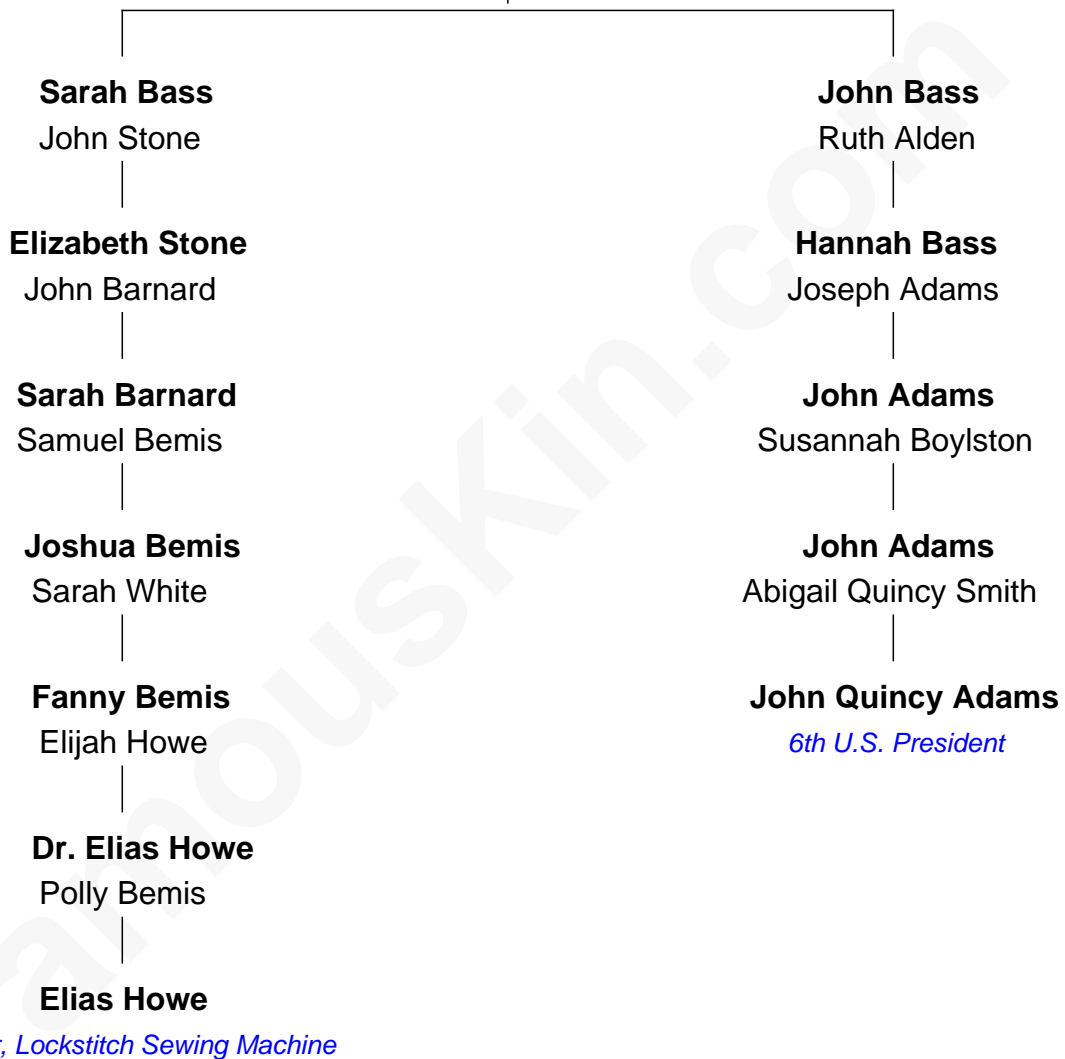 Sarah Bass
John Stone
John Bass
Ruth Alden
Elizabeth Stone
John Barnard
Hannah Bass
Joseph Adams
Sarah Barnard
Samuel Bemis
John Adams
Susannah Boylston
Joshua Bemis
Sarah White
John Adams
Abigail Quincy Smith
Fanny Bemis
Elijah Howe
John Quincy Adams
6th U.S. President
Dr. Elias Howe
Polly Bemis
Elias Howe
, Lockstitch Sewing Machine
amousKin.com